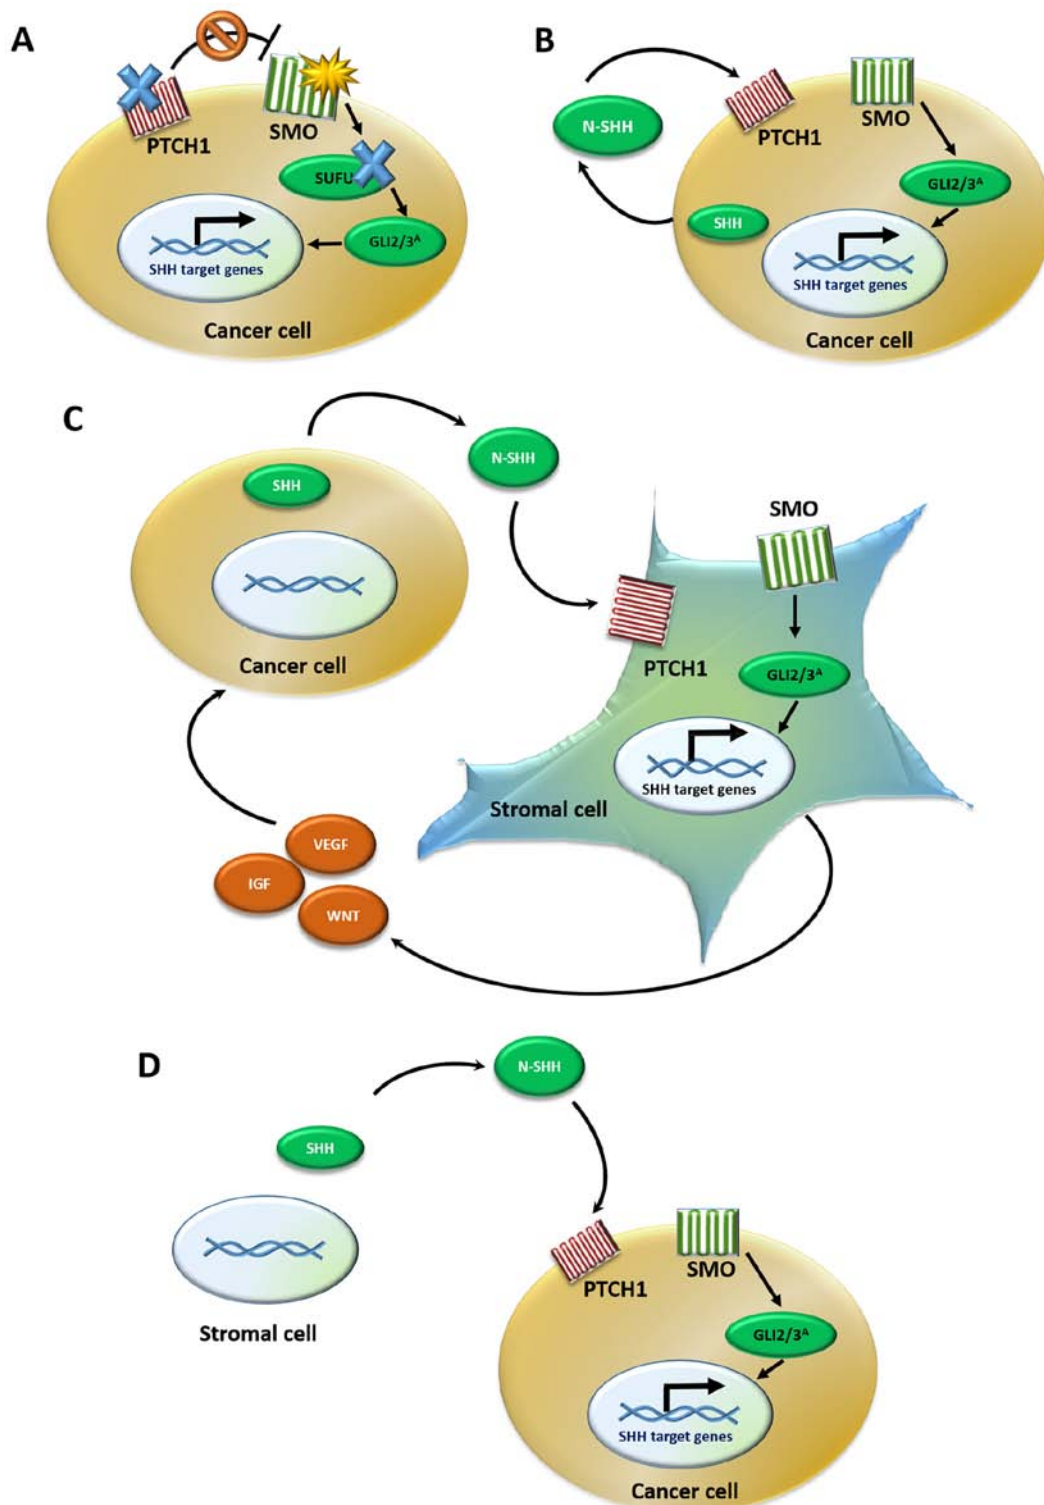 A
PTCH1
SMO
SUFU
GLI2/3ᴬ
SHH target genes
Cancer cell
B
N-SHH
PTCH1
SMO
GLI2/3ᴬ
SHH
SHH target genes
Cancer cell
C
SHH
N-SHH
Cancer cell
SMO
PTCH1
GLI2/3ᴬ
SHH target genes
Stromal cell
VEGF
IGF
WNT
D
SHH
N-SHH
Stromal cell
PTCH1
SMO
GLI2/3ᴬ
SHH target genes
Cancer cell